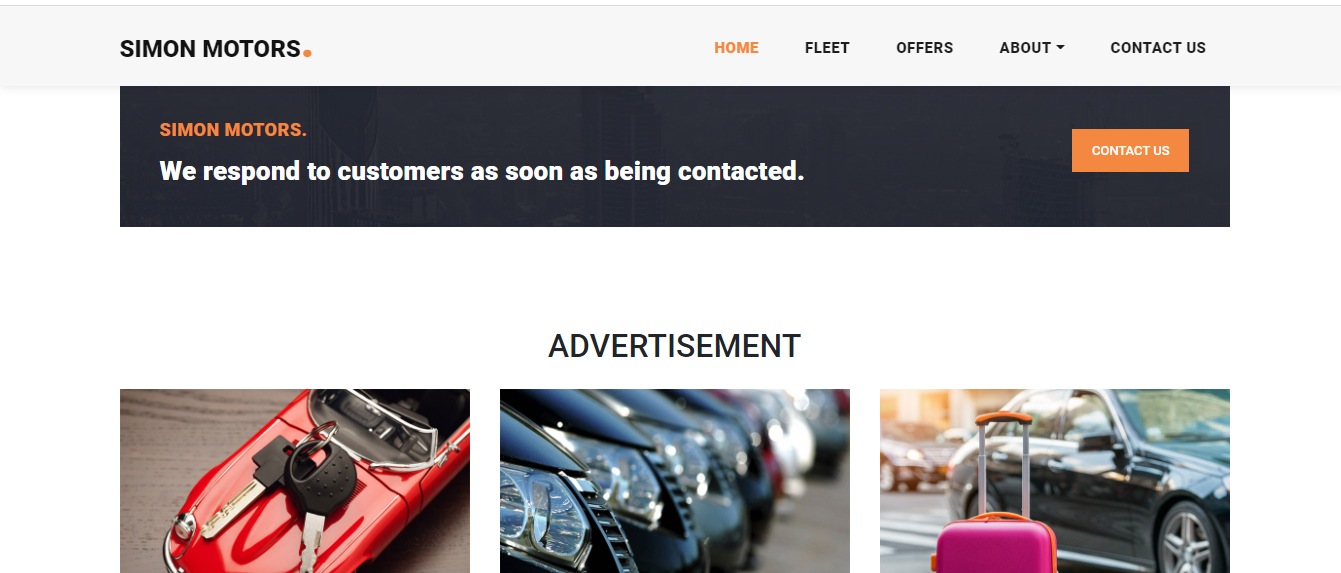 SIMON MOTORS.
HOME
FLEET
OFFERS
ABOUT
CONTACT US
SIMON MOTORS.
We respond to customers as soon as being contacted.
CONTACT US
ADVERTISEMENT